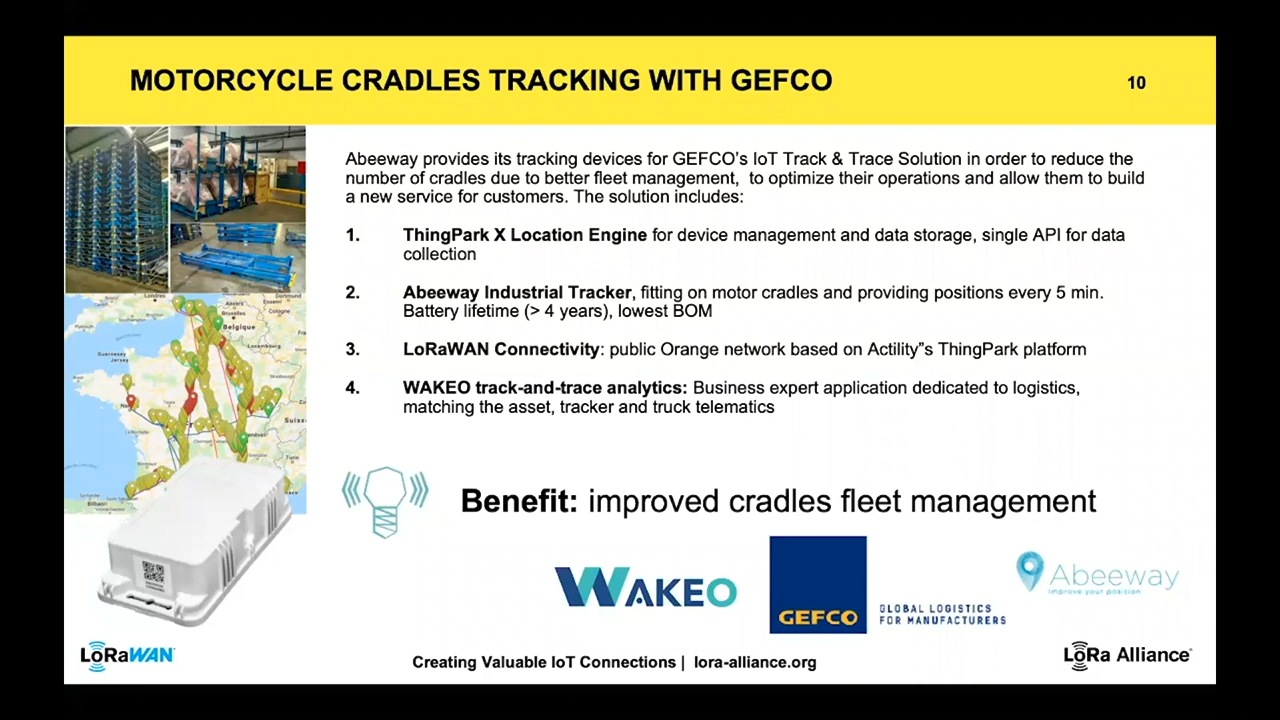 MOTORCYCLE CRADLES TRACKING WITH GEFCO
10
Abeeway provides its tracking devices for GEFCO's IoT Track & Trace Solution in order to reduce the
number of cradles due to better fleet management, to optimize their operations and allow them to build
a new service for customers. The solution includes:
1. ThingPark X Location Engine for device management and data storage, single API for data
collection
2. Abeeway Industrial Tracker, fitting on motor cradles and providing positions every 5 min.
Battery lifetime (> 4 years), lowest BOM
3. LoRaWAN Connectivity: public Orange network based on Actility"s ThingPark platform
4. WAKEO track-and-trace analytics: Business expert application dedicated to logistics,
matching the asset, tracker and truck telematics
Belgique
Guernesey
Jersey
Benefit: improved cradles fleet management
WAKEO
GEFCO
GLOBAL LOGISTICS
FOR MANUFACTURERS
Abeeway
Improve your position
LoRaWAN
Creating Valuable IoT Connections | lora-alliance.org
LoRa Alliance